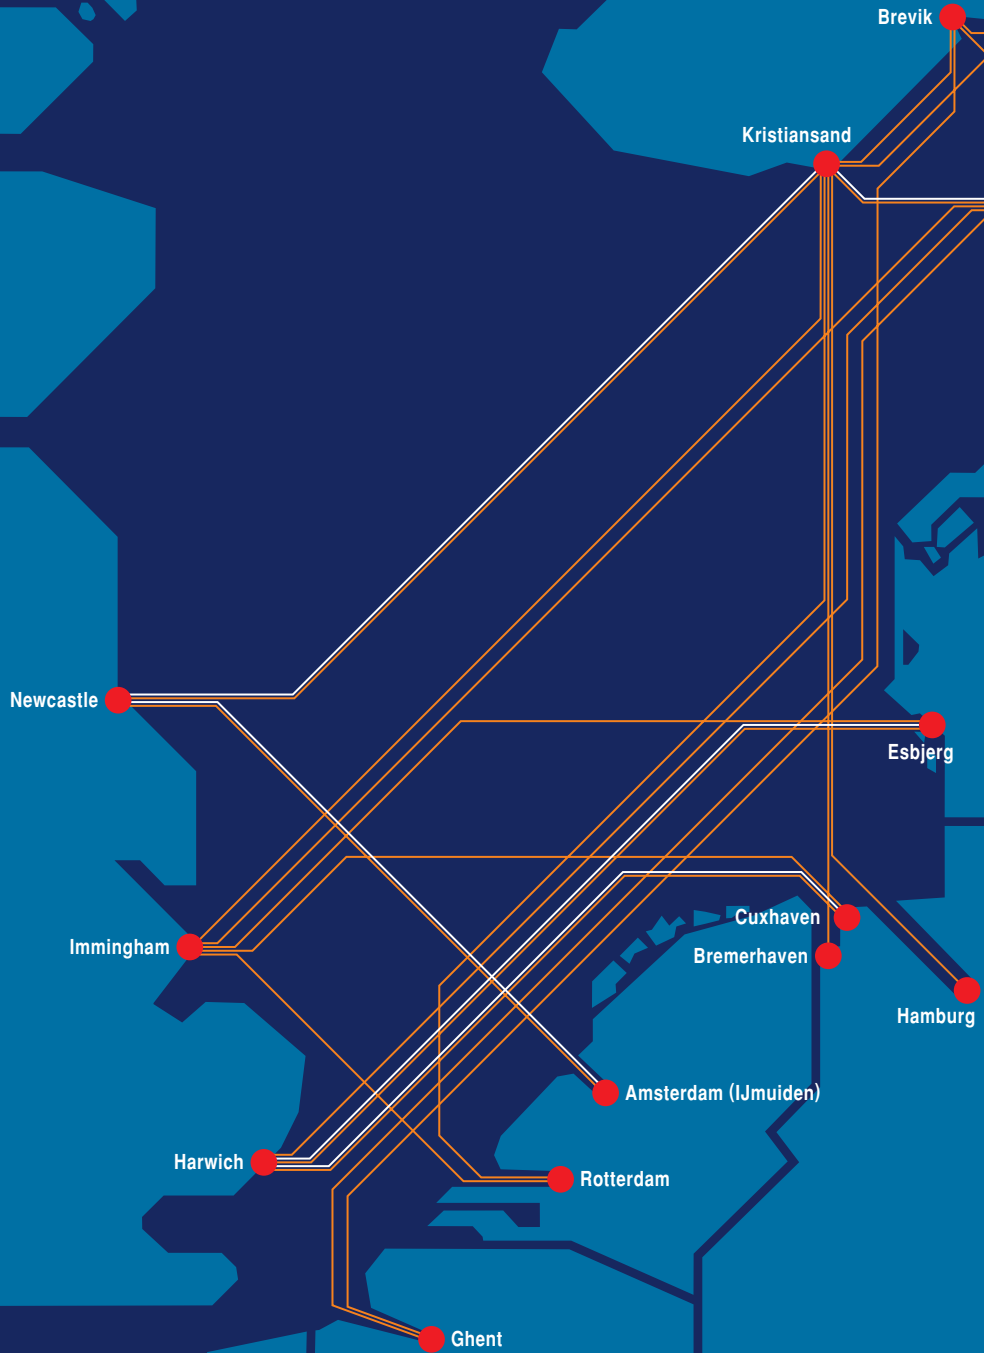 Brevik
Kristiansand
Newcastle
Esbjerg
Cuxhaven
Immingham
Bremerhaven
Hamburg
Amsterdam (IJmuiden)
Harwich
Rotterdam
Ghent